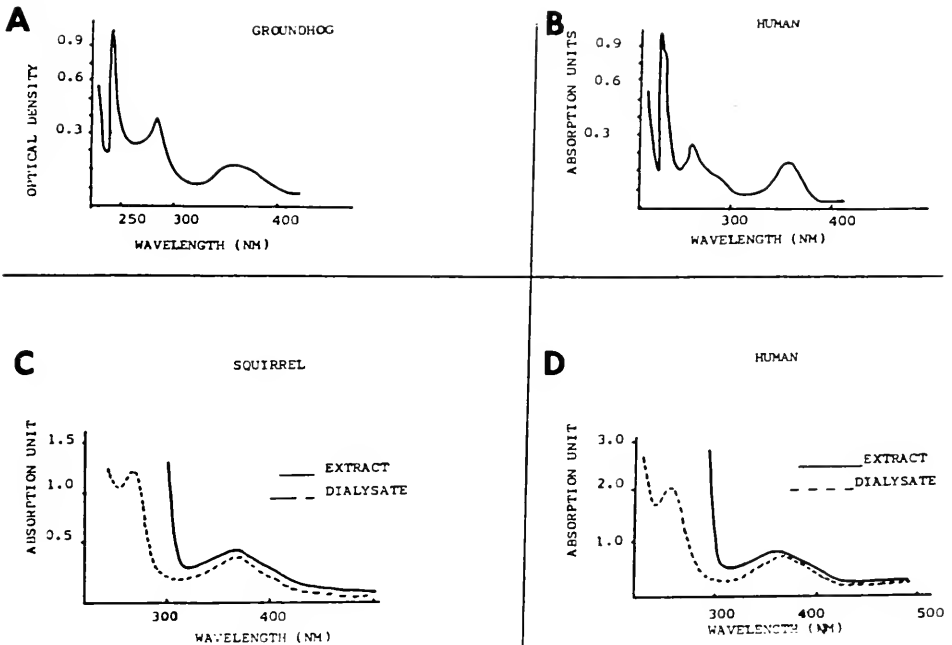 A
GROUNDHOG
OPTICAL DENSITY
0.9
0.6
0.3
250 300 400
WAVELENGTH (NM)
B
HUMAN
ABSORPTION UNITS
0.9
0.6
0.3
300 400
WAVELENGTH (NM)
C
SQUIRREL
ABSORPTION UNIT
1.5
1.0
0.5
EXTRACT
DIALYSATE
300 400
WAVELENGTH (NM)
D
HUMAN
ABSORPTION UNIT
3.0
2.0
1.0
EXTRACT
DIALYSATE
300 400 500
WAVELENGTH (NM)